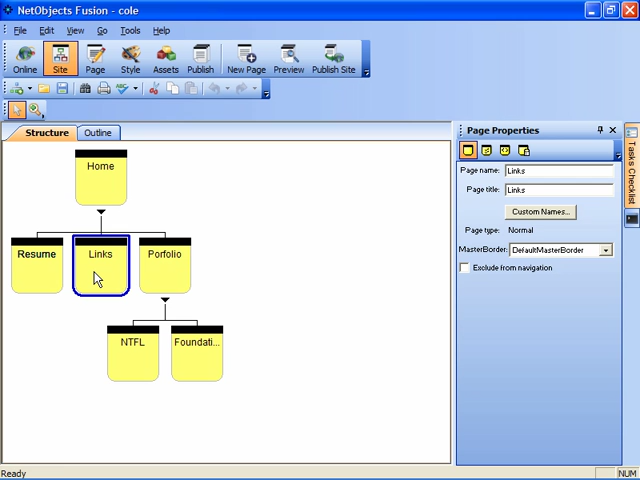 NetObjects Fusion - cole
File Edit View Go Tools Help
Online Site Page Style Assets Publish New Page Preview Publish Site
Structure Outline
Home
Resume Links Porfolio
NTFL Foundati...
Page Properties
Page name: Links
Page title: Links
Custom Names...
Page type: Normal
MasterBorder: DefaultMasterBorder
Exclude from navigation
Tasks Checklist
Ready NUM